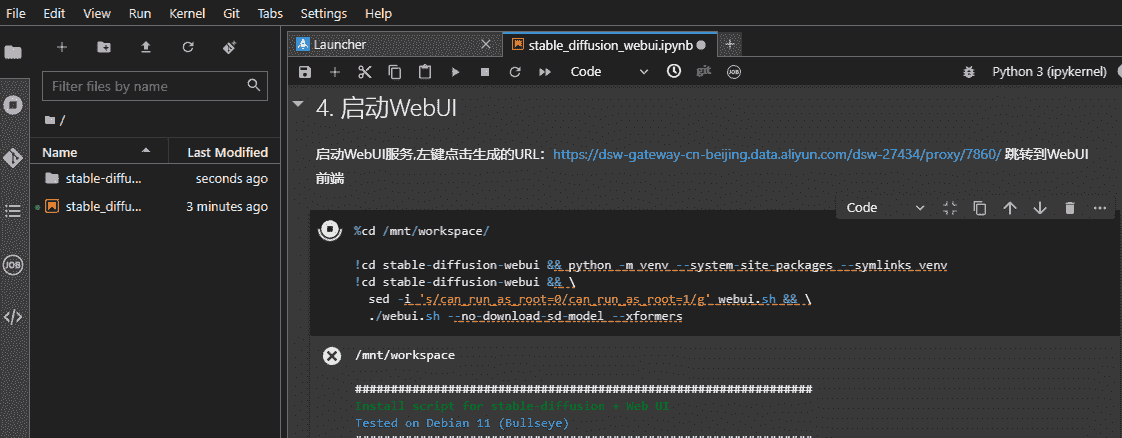 File Edit View Run Kernel Git Tabs Settings Help
Filter files by name
/
Name Last Modified
stable-diffu... seconds ago
stable_diffu... 3 minutes ago
JOB
Launcher
stable_diffusion_webui.ipynb
Code
git
JOB
Python 3 (ipykernel)
4. 启动WebUI
启动WebUI服务,左键点击生成的URL：https://dsw-gateway-cn-beijing.data.aliyun.com/dsw-27434/proxy/7860/ 跳转到WebUI
前端
Code
%cd /mnt/workspace/
!cd stable-diffusion-webui && python -m venv --system-site-packages --symlinks venv
!cd stable-diffusion-webui && \
sed -i 's/can_run_as_root=0/can_run_as_root=1/g' webui.sh && \
./webui.sh --no-download-sd-model --xformers
/mnt/workspace
################################################################
Install script for stable-diffusion + Web UI
Tested on Debian 11 (Bullseye)
################################################################